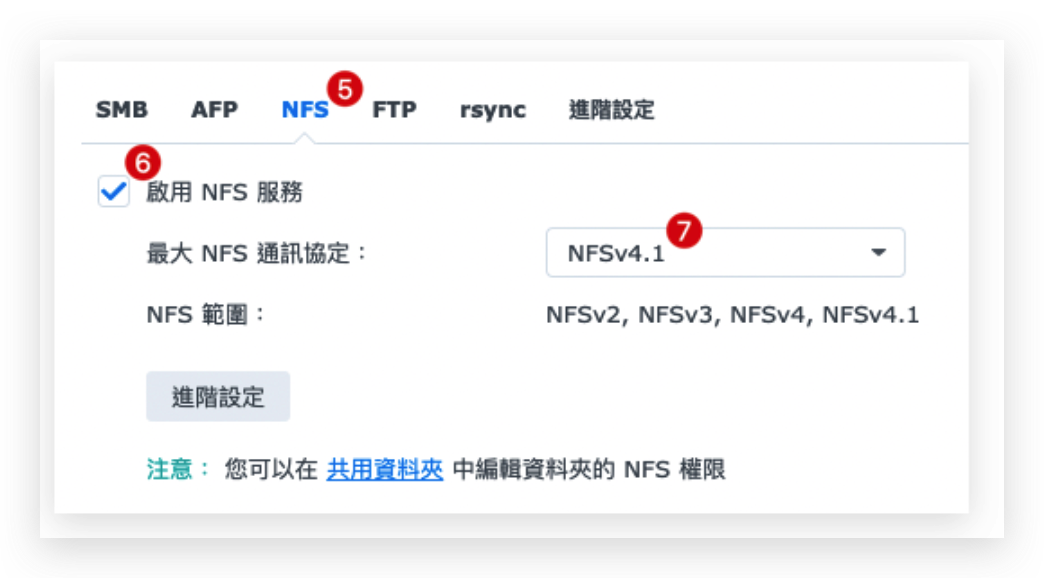 SMB AFP NFS 5 FTP rsync 進階設定
6
啟用 NFS 服務
最大 NFS 通訊協定： NFSv4.1 7
NFS 範圍： NFSv2, NFSv3, NFSv4, NFSv4.1
進階設定
注意： 您可以在 共用資料夾 中編輯資料夾的 NFS 權限